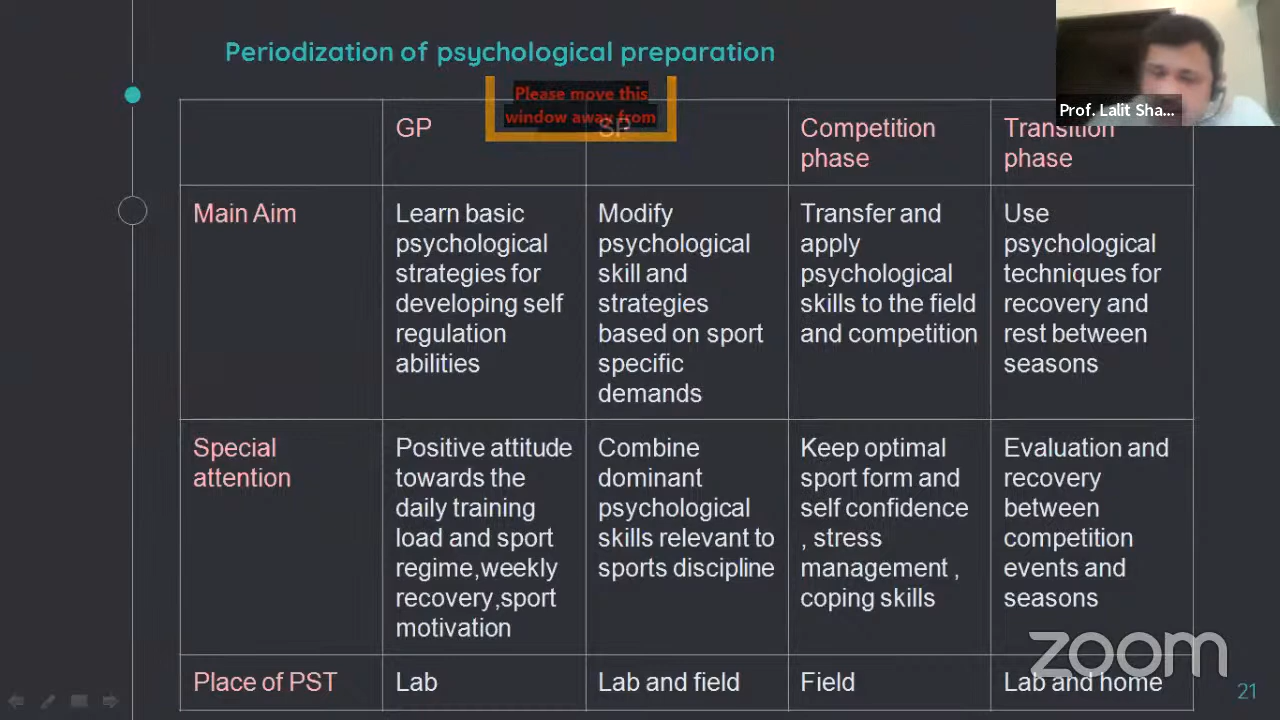 Periodization of psychological preparation
Please move this
window away from
Prof. Lalit Sha...
GP
SP
Competition
phase
Transition
phase
Main Aim
Learn basic
psychological
strategies for
developing self
regulation
abilities
Modify
psychological
skill and
strategies
based on sport
specific
demands
Transfer and
apply
psychological
skills to the field
and competition
Use
psychological
techniques for
recovery and
rest between
seasons
Special
attention
Positive attitude
towards the
daily training
load and sport
regime,weekly
recovery,sport
motivation
Combine
dominant
psychological
skills relevant to
sports discipline
Keep optimal
sport form and
self confidence
, stress
management ,
coping skills
Evaluation and
recovery
between
competition
events and
seasons
Place of PST
Lab
Lab and field
Field
Lab and home
zoom
21